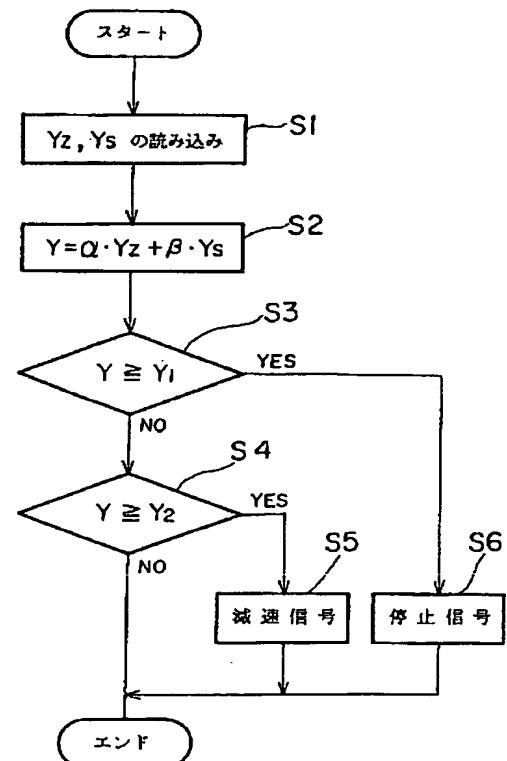 スタート
Yz, Ys の読み込み
S1
Y=α·Yz+β·Ys
S2
S3
Y ≧ Y1
YES
NO
S4
Y ≧ Y2
YES
NO
S5
S6
減速信号
停止信号
エンド